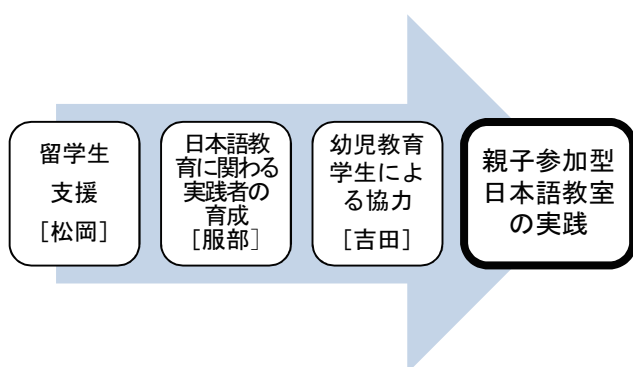 留学生
支援
［松岡］
日本語教
育に関わる
実践者の
育成
［服部］
幼児教育
学生によ
る協力
［吉田］
親子参加型
日本語教室
の実践